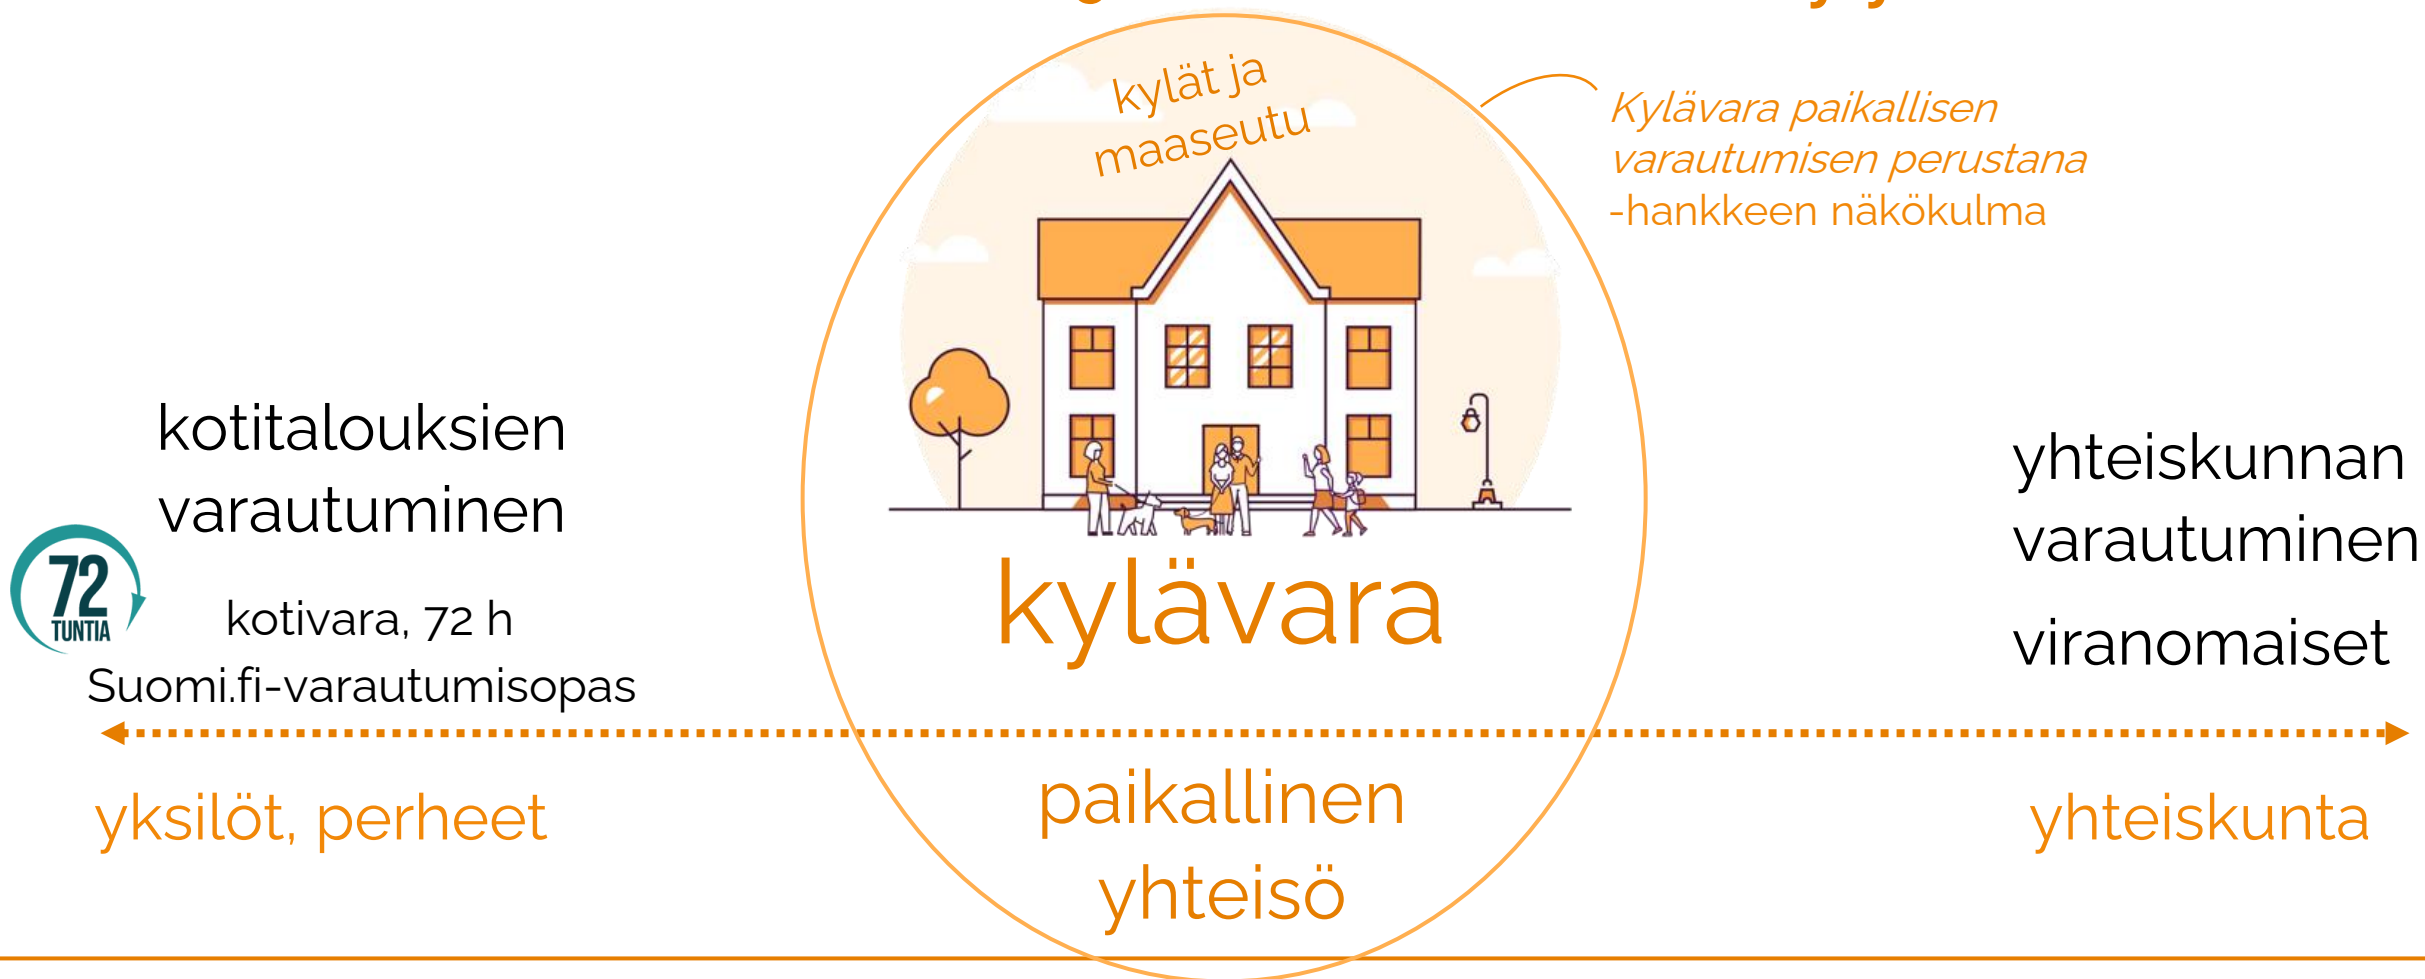 kylät ja
maaseutu
Kylävara paikallisen
varautumisen perustana
-hankkeen näkökulma
kotitalouksien
varautuminen
72
TUNTIA
kotivara, 72 h
Suomi.fi-varautumisopas
kylävara
yhteiskunnan
varautuminen
viranomaiset
yksilöt, perheet
paikallinen
yhteisö
yhteiskunta